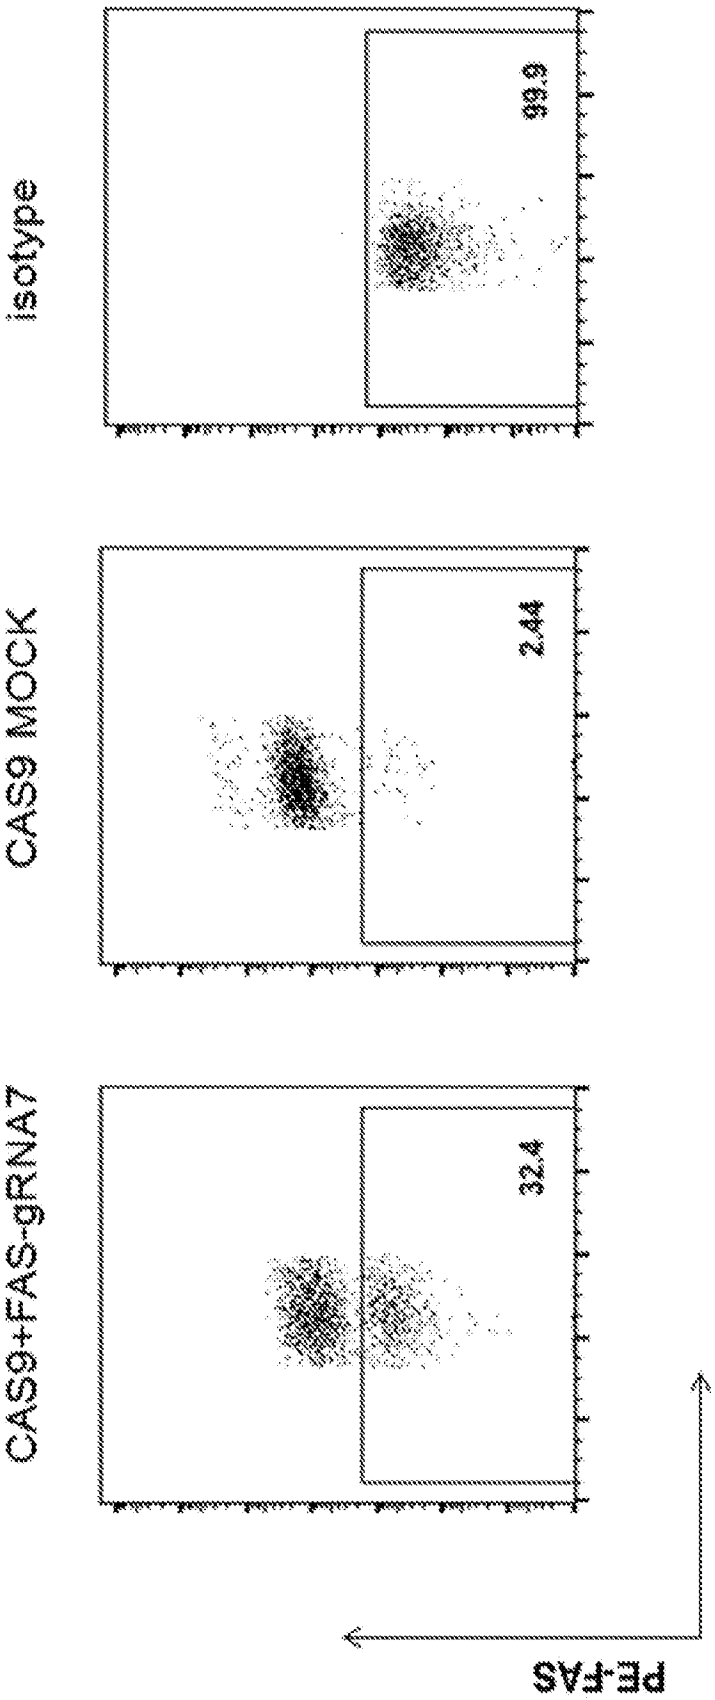 CAS9+FAS-gRNA7
CAS9 MOCK
isotype
32.4
2.44
99.9
PE-FAS